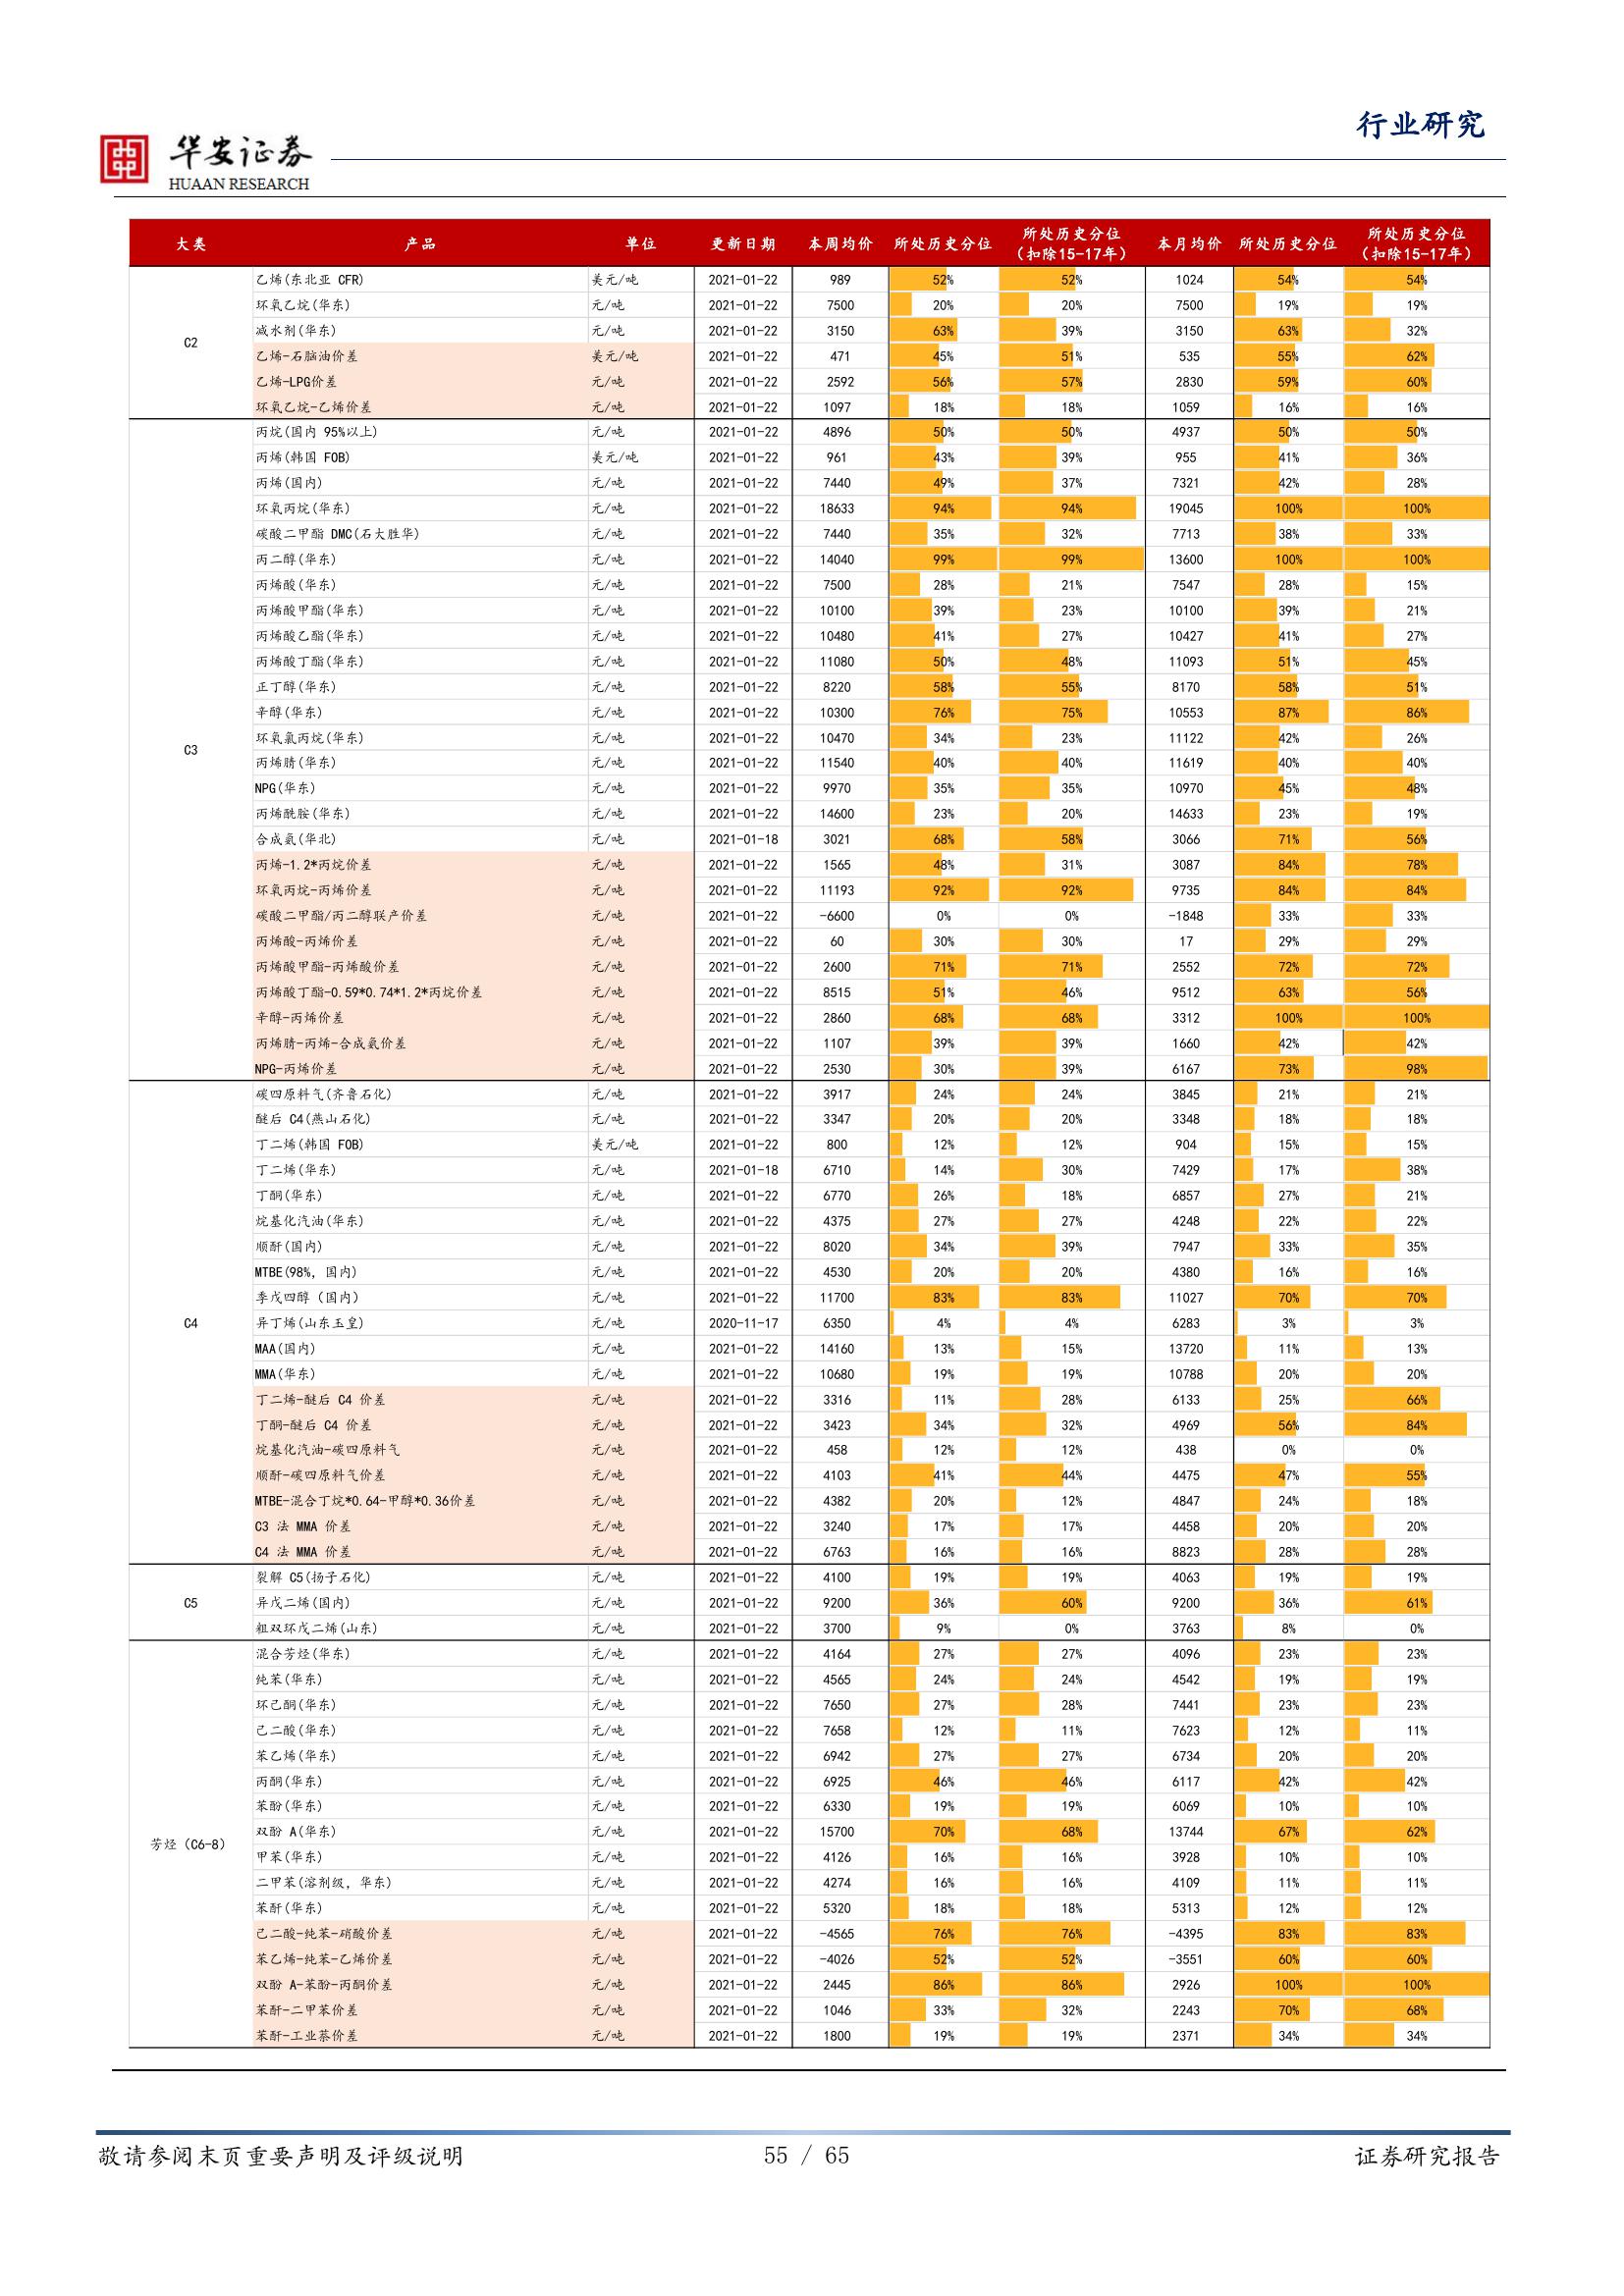 行业研究
华安证券
HUAAN RESEARCH
大类 产品 单位 更新日期 本周均价 所处历史分位 所处历史分位(扣除15-17年) 本月均价 所处历史分位 所处历史分位(扣除15-17年)
C2
乙烯(东北亚 CFR) 美元/吨 2021-01-22 989 52% 52% 1024 54% 54%
环氧乙烷(华东) 元/吨 2021-01-22 7500 20% 20% 7500 19% 19%
减水剂(华东) 元/吨 2021-01-22 3150 63% 39% 3150 63% 32%
乙烯-石脑油价差 美元/吨 2021-01-22 471 45% 51% 535 55% 62%
乙烯-LPG价差 元/吨 2021-01-22 2592 56% 57% 2830 59% 60%
环氧乙烷-乙烯价差 元/吨 2021-01-22 1097 18% 18% 1059 16% 16%
C3
丙烷(国内 95%以上) 元/吨 2021-01-22 4896 50% 50% 4937 50% 50%
丙烯(韩国 FOB) 美元/吨 2021-01-22 961 43% 39% 955 41% 36%
丙烯(国内) 元/吨 2021-01-22 7440 49% 37% 7321 42% 28%
环氧丙烷(华东) 元/吨 2021-01-22 18633 94% 94% 19045 100% 100%
碳酸二甲酯 DMC(石大胜华) 元/吨 2021-01-22 7440 35% 32% 7713 38% 33%
丙二醇(华东) 元/吨 2021-01-22 14040 99% 99% 13600 100% 100%
丙烯酸(华东) 元/吨 2021-01-22 7500 28% 21% 7547 28% 15%
丙烯酸甲酯(华东) 元/吨 2021-01-22 10100 39% 23% 10100 39% 21%
丙烯酸乙酯(华东) 元/吨 2021-01-22 10480 41% 27% 10427 41% 27%
丙烯酸丁酯(华东) 元/吨 2021-01-22 11080 50% 48% 11093 51% 45%
正丁醇(华东) 元/吨 2021-01-22 8220 58% 55% 8170 58% 51%
辛醇(华东) 元/吨 2021-01-22 10300 76% 75% 10553 87% 86%
环氧氯丙烷(华东) 元/吨 2021-01-22 10470 34% 23% 11122 42% 26%
丙烯腈(华东) 元/吨 2021-01-22 11540 40% 40% 11619 40% 40%
NPG(华东) 元/吨 2021-01-22 9970 35% 35% 10970 45% 48%
丙烯酰胺(华东) 元/吨 2021-01-22 14600 23% 20% 14633 23% 19%
合成氨(华北) 元/吨 2021-01-18 3021 68% 58% 3066 71% 56%
丙烯-1.2*丙烷价差 元/吨 2021-01-22 1565 48% 31% 3087 84% 78%
环氧丙烷-丙烯价差 元/吨 2021-01-22 11193 92% 92% 9735 84% 84%
碳酸二甲酯/丙二醇联产价差 元/吨 2021-01-22 -6600 0% 0% -1848 33% 33%
丙烯酸-丙烯价差 元/吨 2021-01-22 60 30% 30% 17 29% 29%
丙烯酸甲酯-丙烯酸价差 元/吨 2021-01-22 2600 71% 71% 2552 72% 72%
丙烯酸丁酯-0.59*0.74*1.2*丙烷价差 元/吨 2021-01-22 8515 51% 46% 9512 63% 56%
辛醇-丙烯价差 元/吨 2021-01-22 2860 68% 68% 3312 100% 100%
丙烯腈-丙烯-合成氨价差 元/吨 2021-01-22 1107 39% 39% 1660 42% 42%
NPG-丙烯价差 元/吨 2021-01-22 2530 30% 39% 6167 73% 98%
C4
碳四原料气(齐鲁石化) 元/吨 2021-01-22 3917 24% 24% 3845 21% 21%
醚后 C4(燕山石化) 元/吨 2021-01-22 3347 20% 20% 3348 18% 18%
丁二烯(韩国 FOB) 美元/吨 2021-01-22 800 12% 12% 904 15% 15%
丁二烯(华东) 元/吨 2021-01-18 6710 14% 30% 7429 17% 38%
丁酮(华东) 元/吨 2021-01-22 6770 26% 18% 6857 27% 21%
烷基化汽油(华东) 元/吨 2021-01-22 4375 27% 27% 4248 22% 22%
顺酐(国内) 元/吨 2021-01-22 8020 34% 39% 7947 33% 35%
MTBE(98%, 国内) 元/吨 2021-01-22 4530 20% 20% 4380 16% 16%
季戊四醇（国内） 元/吨 2021-01-22 11700 83% 83% 11027 70% 70%
异丁烯(山东玉皇) 元/吨 2020-11-17 6350 4% 4% 6283 3% 3%
MAA(国内) 元/吨 2021-01-22 14160 13% 15% 13720 11% 13%
MMA(华东) 元/吨 2021-01-22 10680 19% 19% 10788 20% 20%
丁二烯-醚后 C4 价差 元/吨 2021-01-22 3316 11% 28% 6133 25% 66%
丁酮-醚后 C4 价差 元/吨 2021-01-22 3423 34% 32% 4969 56% 84%
烷基化汽油-碳四原料气 元/吨 2021-01-22 458 12% 12% 438 0% 0%
顺酐-碳四原料气价差 元/吨 2021-01-22 4103 41% 44% 4475 47% 55%
MTBE-混合丁烷*0.64-甲醇*0.36价差 元/吨 2021-01-22 4382 20% 12% 4847 24% 18%
C3 法 MMA 价差 元/吨 2021-01-22 3240 17% 17% 4458 20% 20%
C4 法 MMA 价差 元/吨 2021-01-22 6763 16% 16% 8823 28% 28%
C5
裂解 C5(扬子石化) 元/吨 2021-01-22 4100 19% 19% 4063 19% 19%
异戊二烯(国内) 元/吨 2021-01-22 9200 36% 60% 9200 36% 61%
粗双环戊二烯(山东) 元/吨 2021-01-22 3700 9% 0% 3763 8% 0%
芳烃（C6-8）
混合芳烃(华东) 元/吨 2021-01-22 4164 27% 27% 4096 23% 23%
纯苯(华东) 元/吨 2021-01-22 4565 24% 24% 4542 19% 19%
环己酮(华东) 元/吨 2021-01-22 7650 27% 28% 7441 23% 23%
己二酸(华东) 元/吨 2021-01-22 7658 12% 11% 7623 12% 11%
苯乙烯(华东) 元/吨 2021-01-22 6942 27% 27% 6734 20% 20%
丙酮(华东) 元/吨 2021-01-22 6925 46% 46% 6117 42% 42%
苯酚(华东) 元/吨 2021-01-22 6330 19% 19% 6069 10% 10%
双酚 A(华东) 元/吨 2021-01-22 15700 70% 68% 13744 67% 62%
甲苯(华东) 元/吨 2021-01-22 4126 16% 16% 3928 10% 10%
二甲苯(溶剂级, 华东) 元/吨 2021-01-22 4274 16% 16% 4109 11% 11%
苯酐(华东) 元/吨 2021-01-22 5320 18% 18% 5313 12% 12%
己二酸-纯苯-硝酸价差 元/吨 2021-01-22 -4565 76% 76% -4395 83% 83%
苯乙烯-纯苯-乙烯价差 元/吨 2021-01-22 -4026 52% 52% -3551 60% 60%
双酚 A-苯酚-丙酮价差 元/吨 2021-01-22 2445 86% 86% 2926 100% 100%
苯酐-二甲苯价差 元/吨 2021-01-22 1046 33% 32% 2243 70% 68%
苯酐-工业萘价差 元/吨 2021-01-22 1800 19% 19% 2371 34% 34%
敬请参阅末页重要声明及评级说明 55 / 65 证券研究报告